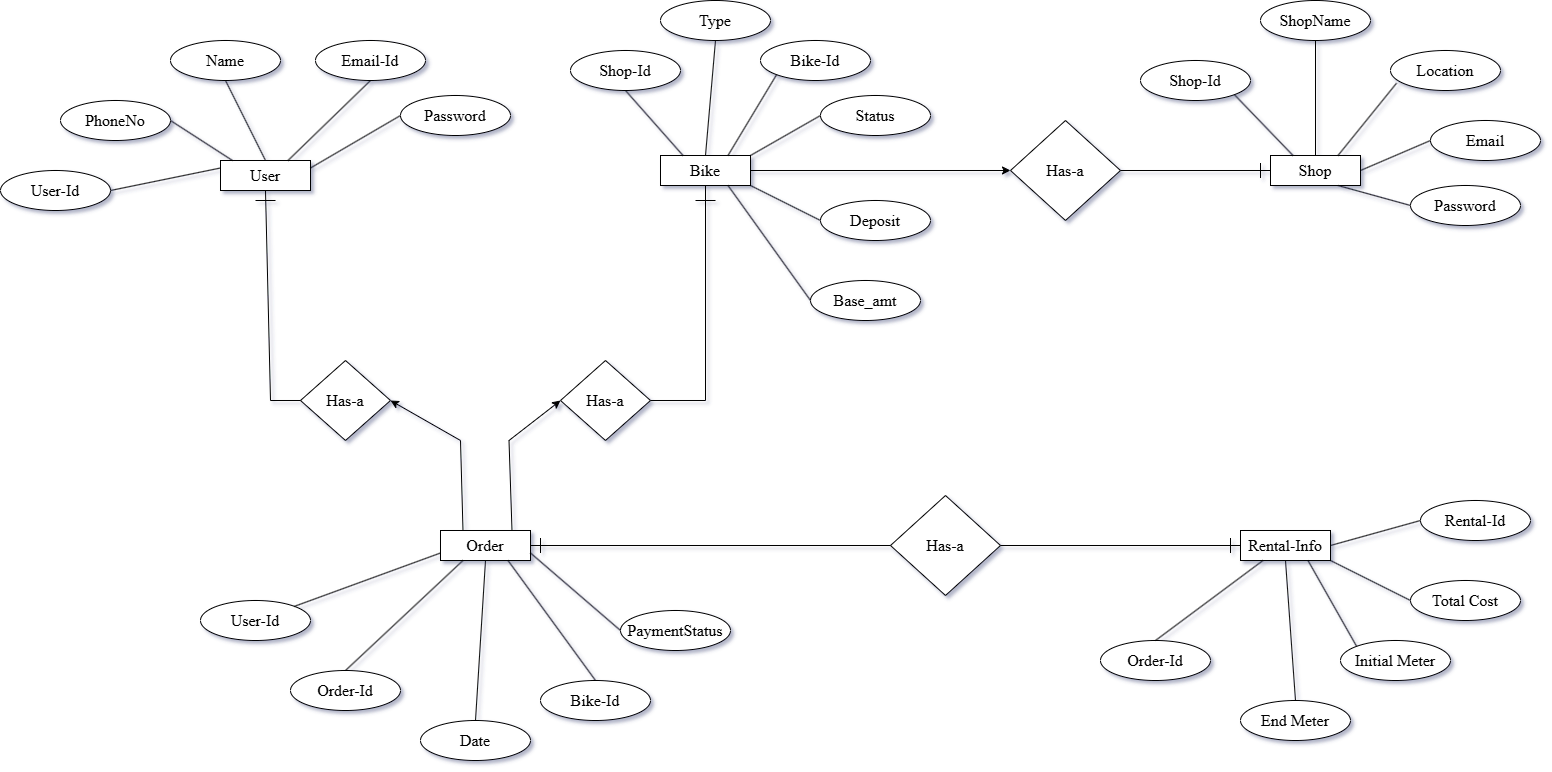 Type
ShopName
Name
Email-Id
Shop-Id
Bike-Id
Shop-Id
Location
PhoneNo
Password
Status
Email
User-Id
User
Bike
Has-a
Shop
Password
Deposit
Base_amt
Has-a
Has-a
Order
Has-a
Rental-Info
Rental-Id
User-Id
PaymentStatus
Total Cost
Order-Id
Bike-Id
Date
Order-Id
Initial Meter
End Meter